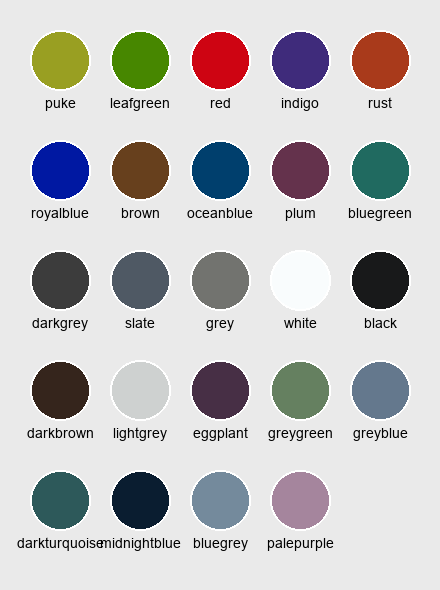 puke leafgreen red indigo rust
royalblue brown oceanblue plum bluegreen
darkgrey slate grey white black
darkbrown lightgrey eggplant greygreen greyblue
darkturquoise midnightblue bluegrey palepurple